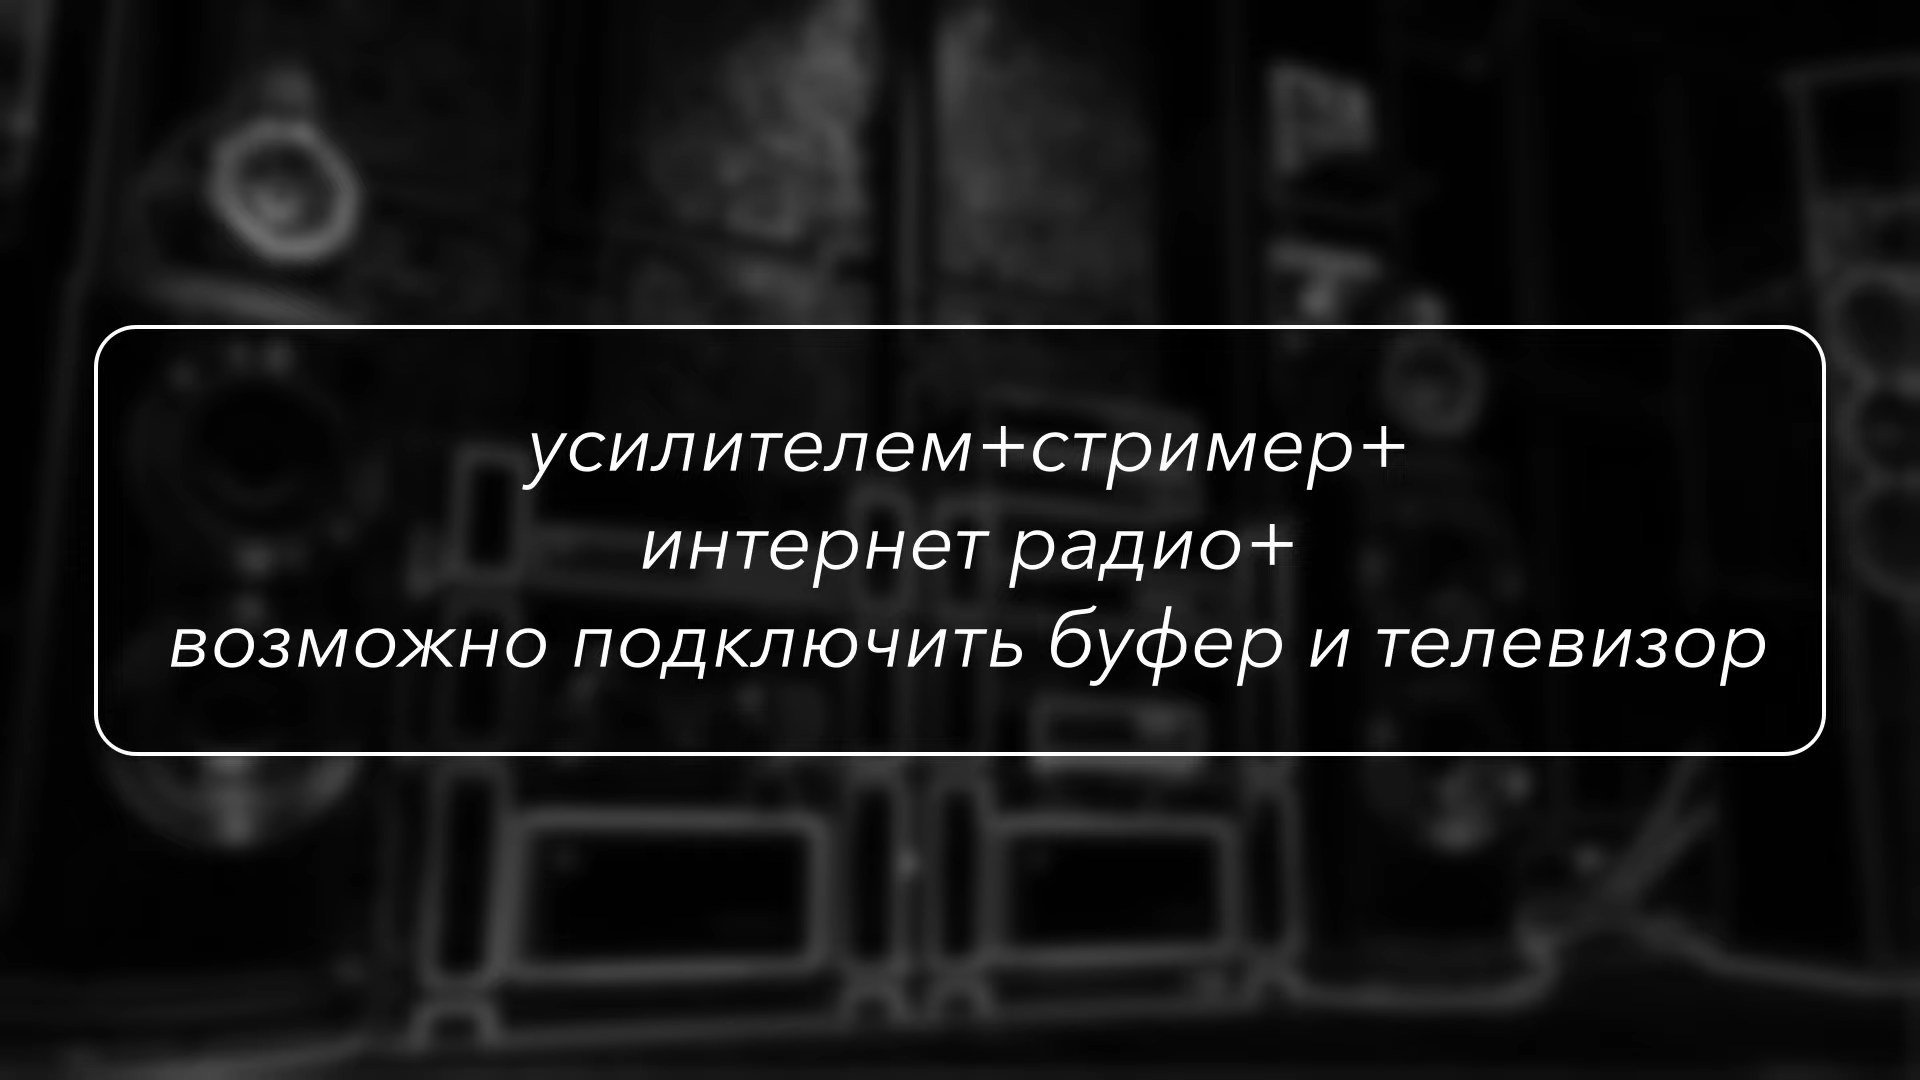 усилителем+стример+
интернет радио+
возможно подключить буфер и телевизор